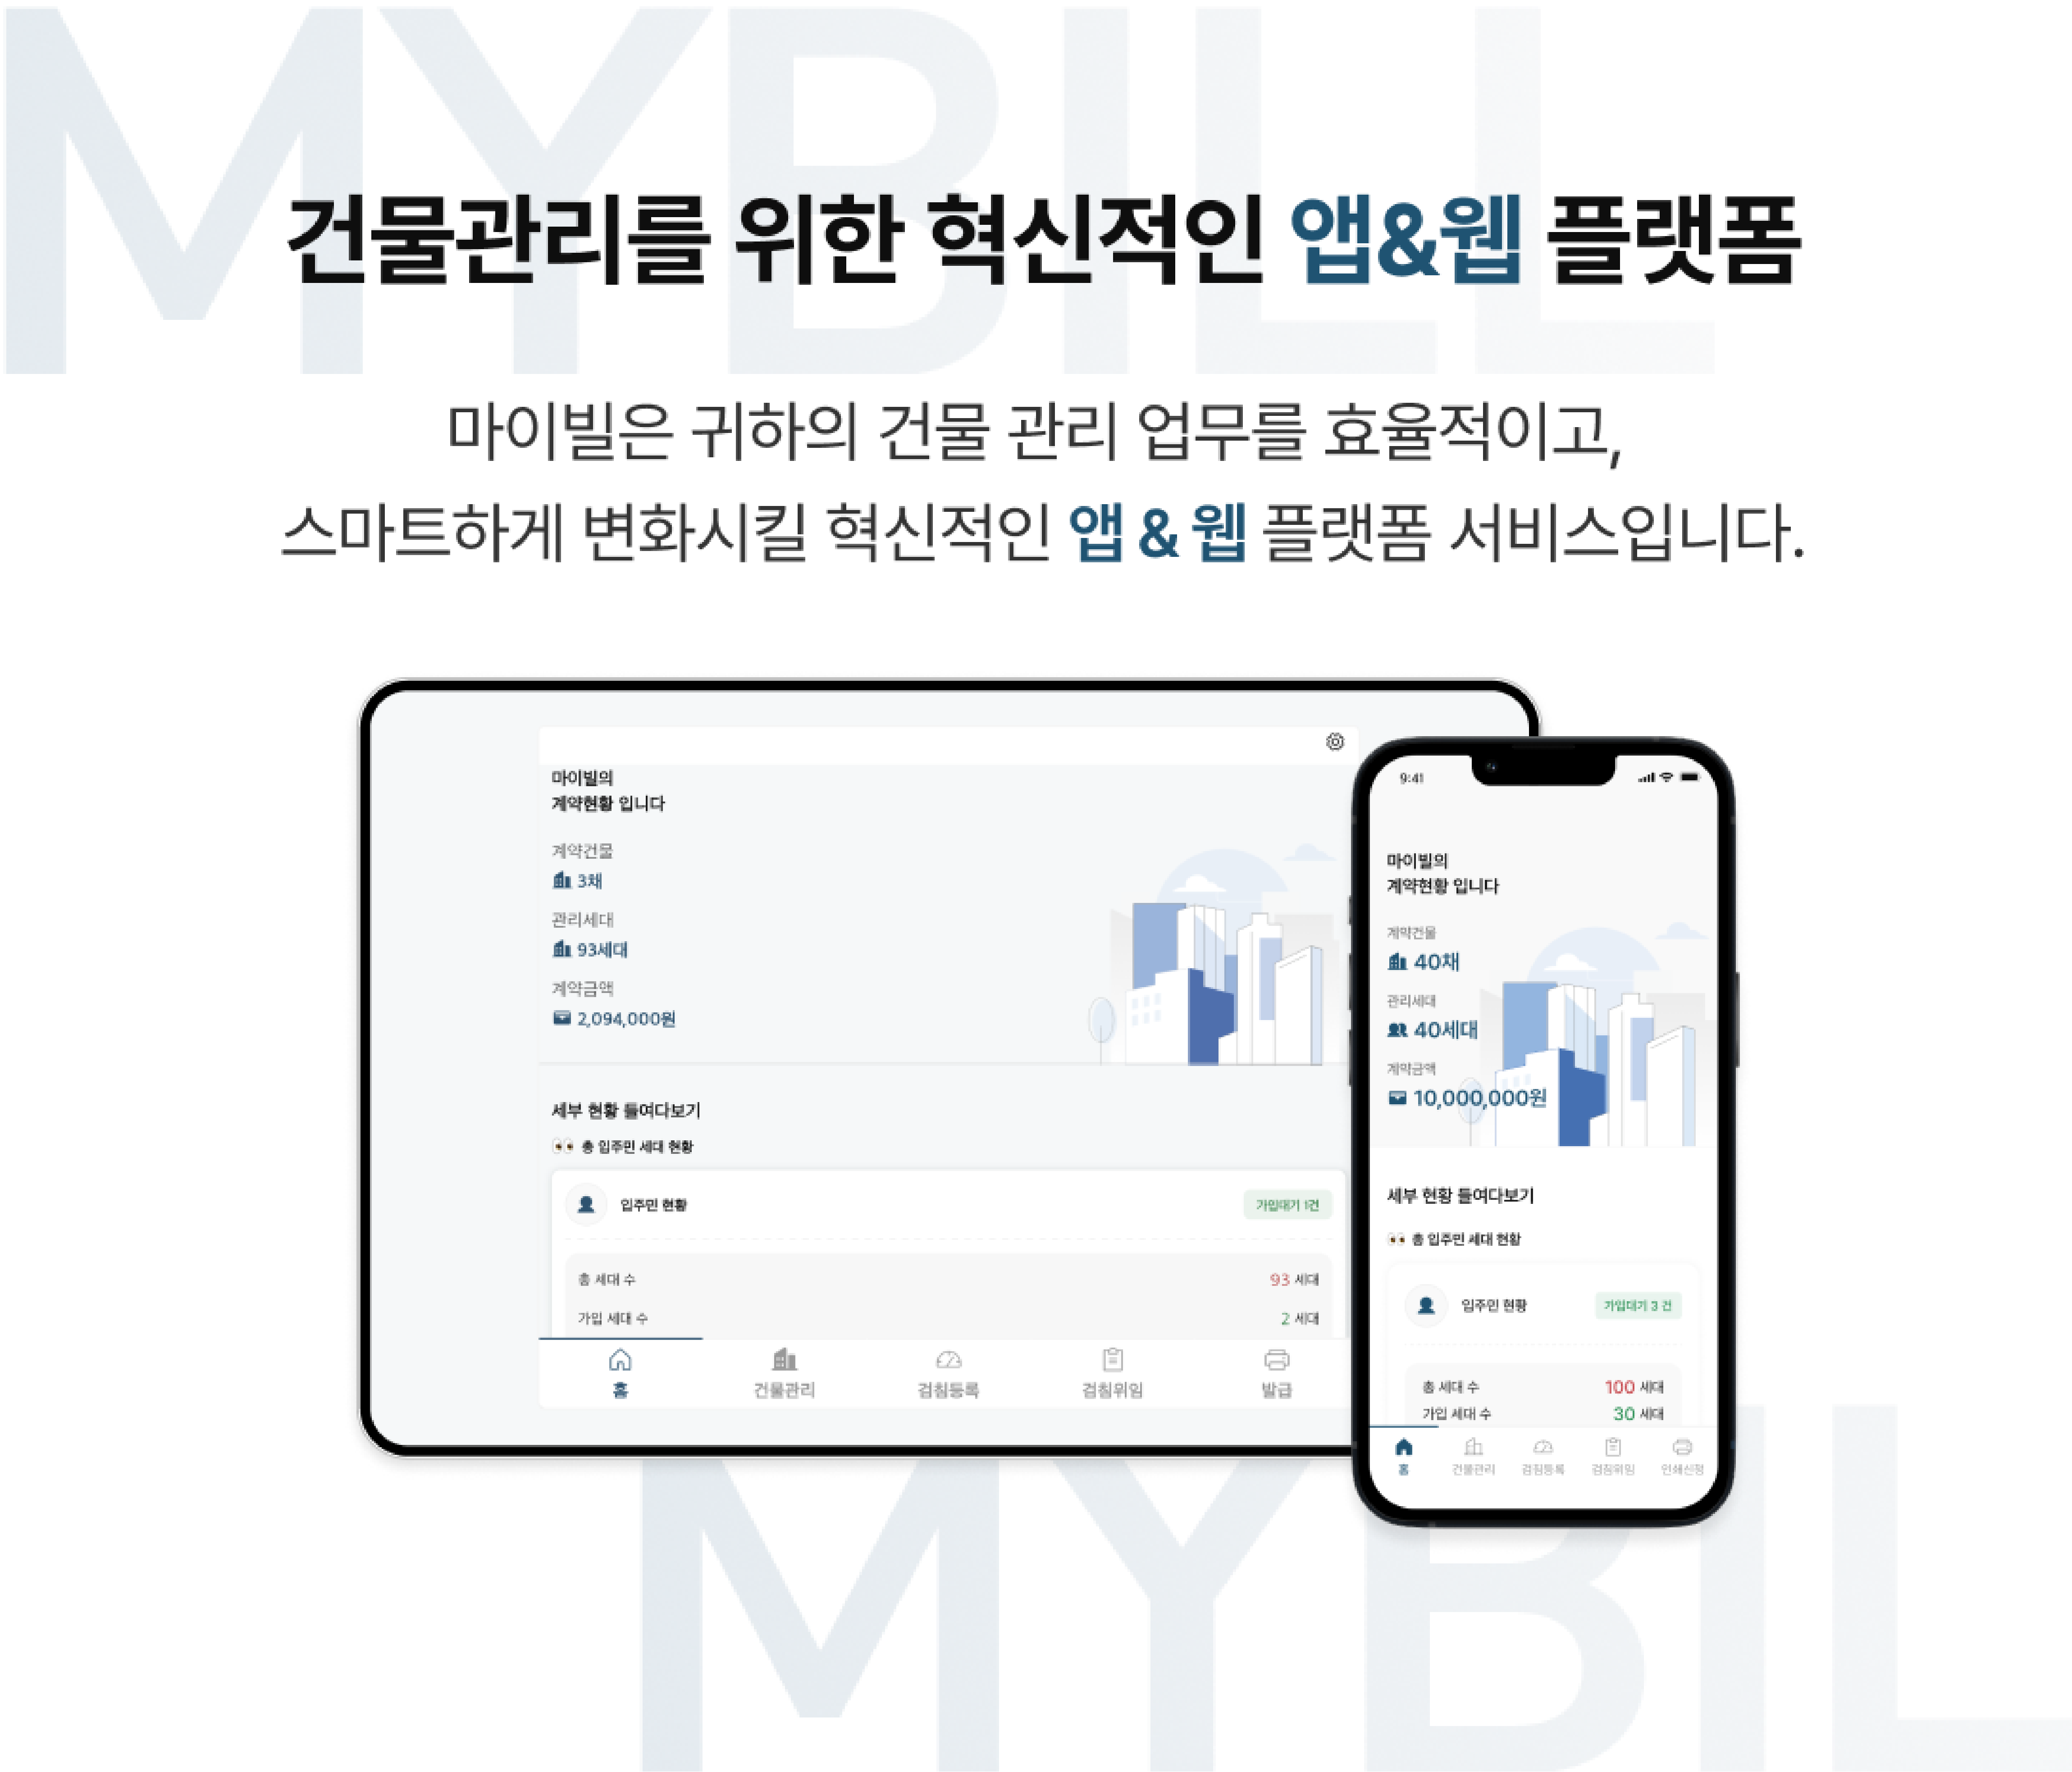 MYBILL
건물관리를 위한 혁신적인 앱&웹 플랫폼
마이빌은 귀하의 건물 관리 업무를 효율적이고,
스마트하게 변화시킬 혁신적인 앱 & 웹 플랫폼 서비스입니다.
마이빌의
계약현황 입니다
계약건물
3채
관리세대
93세대
계약금액
2,094,000원
세부 현황 들여다보기
👀 총 입주민 세대 현황
입주민 현황
가입대기 1건
총 세대 수
93 세대
가입 세대 수
2 세대
홈
건물관리
검침등록
검침위임
발급
9:41
마이빌의
계약현황 입니다
계약건물
40채
관리세대
40세대
계약금액
10,000,000원
세부 현황 들여다보기
👀 총 입주민 세대 현황
입주민 현황
가입대기 3 건
총 세대 수
100 세대
가입 세대 수
30 세대
홈
건물관리
검침등록
검침위임
인쇄신청
MYBIL